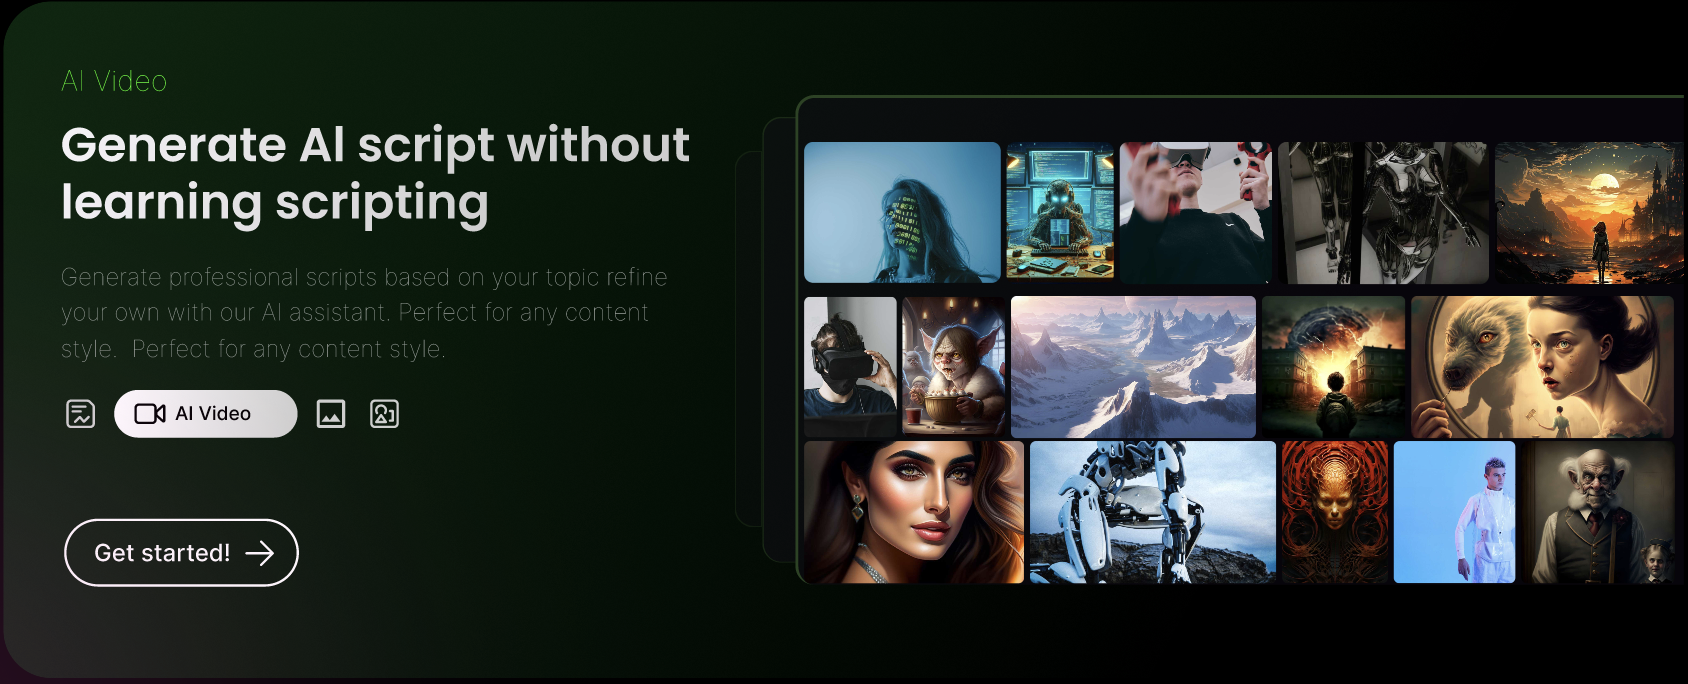 AI Video
Generate AI script without
learning scripting
Generate professional scripts based on your topic refine
your own with our AI assistant. Perfect for any content
style.  Perfect for any content style.
AI Video
Get started!